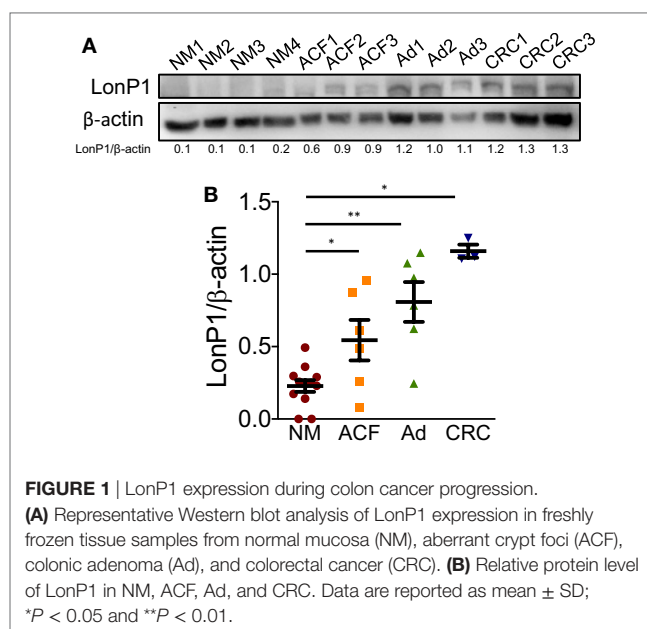 A
NM1 NM2 NM3 NM4 ACF1 ACF2 ACF3 Ad1 Ad2 Ad3 CRC1 CRC2 CRC3
LonP1
β-actin
LonP1/β-actin 0.1 0.1 0.1 0.2 0.6 0.9 0.9 1.2 1.0 1.1 1.2 1.3 1.3
B
*
**
*
LonP1/β-actin
1.5
1.0
0.5
0.0
NM ACF Ad CRC
FIGURE 1 | LonP1 expression during colon cancer progression.
(A) Representative Western blot analysis of LonP1 expression in freshly
frozen tissue samples from normal mucosa (NM), aberrant crypt foci (ACF),
colonic adenoma (Ad), and colorectal cancer (CRC). (B) Relative protein level
of LonP1 in NM, ACF, Ad, and CRC. Data are reported as mean ± SD;
*P < 0.05 and **P < 0.01.